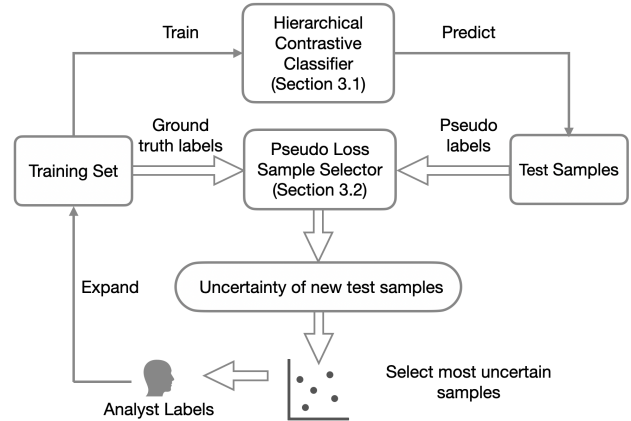 Hierarchical
Contrastive
Classifier
(Section 3.1)
Train
Predict
Ground
truth labels
Pseudo
labels
Training Set
Pseudo Loss
Sample Selector
(Section 3.2)
Test Samples
Expand
Uncertainty of new test samples
Select most uncertain
samples
Analyst Labels